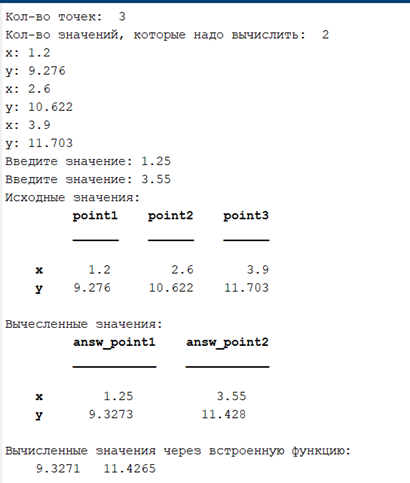 Кол-во точек:  3
Кол-во значений, которые надо вычислить:  2
x: 1.2
y: 9.276
x: 2.6
y: 10.622
x: 3.9
y: 11.703
Введите значение: 1.25
Введите значение: 3.55
Исходные значения:
point1 point2 point3
x 1.2 2.6 3.9
y 9.276 10.622 11.703
Вычесленные значения:
answ_point1 answ_point2
x 1.25 3.55
y 9.3273 11.428
Вычисленные значения через встроенную функцию:
9.3271 11.4265